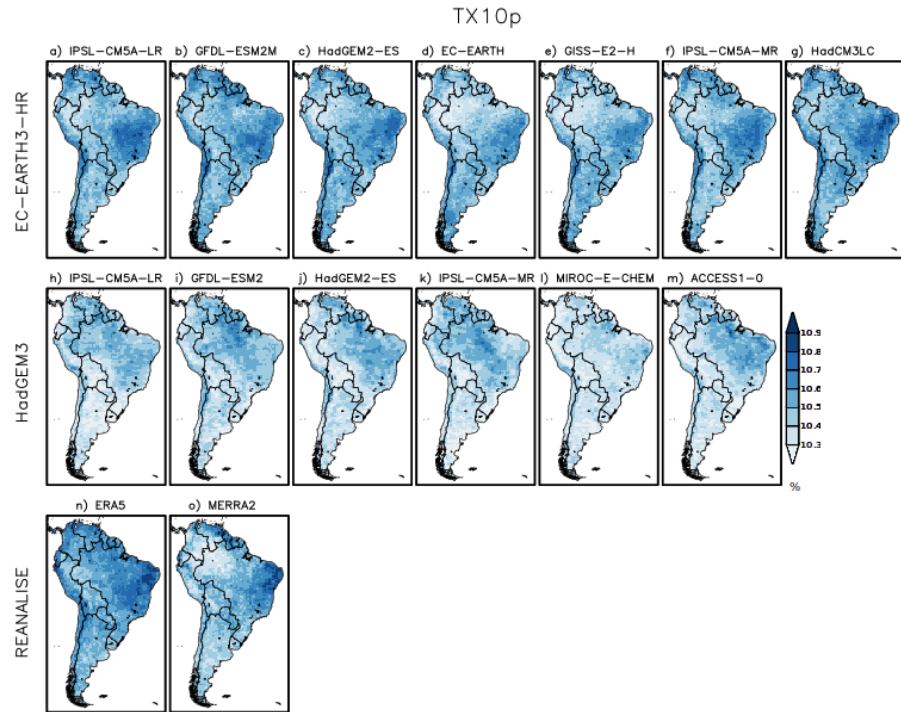 TX10p
a) IPSL-CM5A-LR b) GFDL-ESM2M c) HadGEM2-ES d) EC-EARTH e) GISS-E2-H f) IPSL-CM5A-MR g) HadCM3LC
EC-EARTH3-HR
h) IPSL-CM5A-LR i) GFDL-ESM2 j) HadGEM2-ES k) IPSL-CM5A-MR l) MIROC-E-CHEM m) ACCESS1-0
HadGEM3
10.9
10.8
10.7
10.6
10.5
10.4
10.3
%
n) ERA5 o) MERRA2
REANALISE